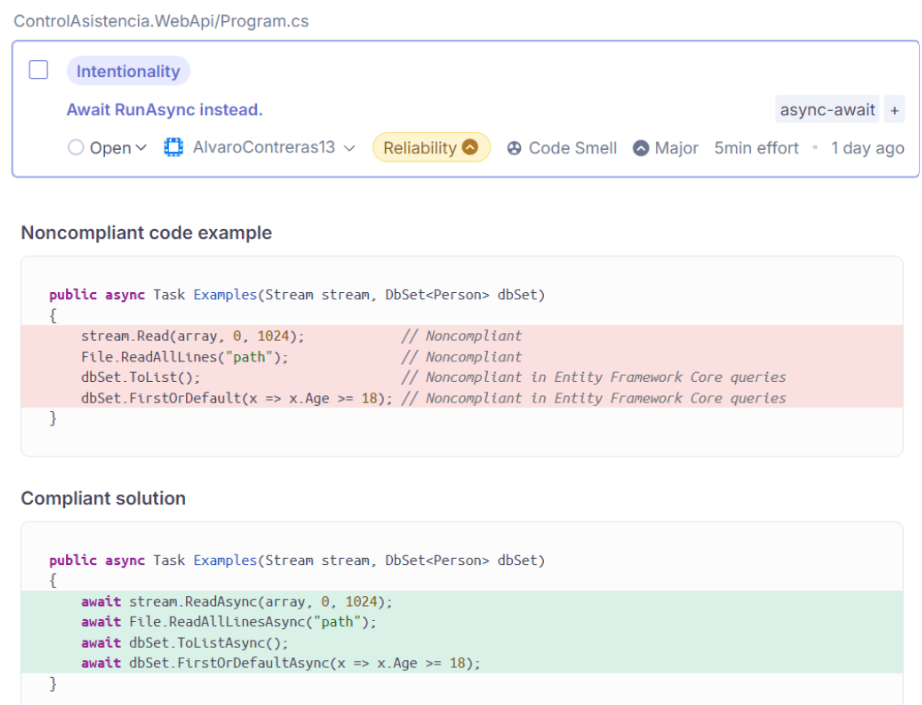 ControlAsistencia.WebApi/Program.cs
Intentionality
Await RunAsync instead.
async-await +
Open AlvaroContreras13 Reliability Code Smell Major 5min effort • 1 day ago
Noncompliant code example
public async Task Examples(Stream stream, DbSet<Person> dbSet)
{
    stream.Read(array, 0, 1024);            // Noncompliant
    File.ReadAllLines("path");              // Noncompliant
    dbSet.ToList();                         // Noncompliant in Entity Framework Core queries
    dbSet.FirstOrDefault(x => x.Age >= 18); // Noncompliant in Entity Framework Core queries
}
Compliant solution
public async Task Examples(Stream stream, DbSet<Person> dbSet)
{
    await stream.ReadAsync(array, 0, 1024);
    await File.ReadAllLinesAsync("path");
    await dbSet.ToListAsync();
    await dbSet.FirstOrDefaultAsync(x => x.Age >= 18);
}